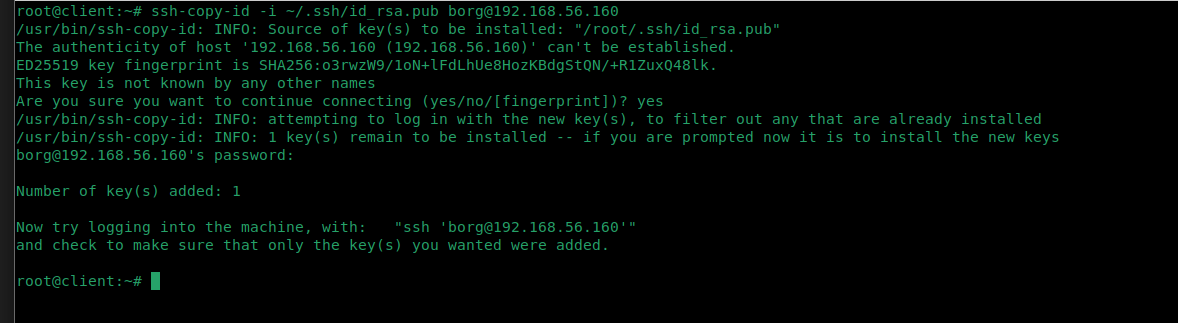 root@client:~# ssh-copy-id -i ~/.ssh/id_rsa.pub borg@192.168.56.160
/usr/bin/ssh-copy-id: INFO: Source of key(s) to be installed: "/root/.ssh/id_rsa.pub"
The authenticity of host '192.168.56.160 (192.168.56.160)' can't be established.
ED25519 key fingerprint is SHA256:o3rwzW9/1oN+lFdLhUe8HozKBdgStQN/+R1ZuxQ48lk.
This key is not known by any other names
Are you sure you want to continue connecting (yes/no/[fingerprint])? yes
/usr/bin/ssh-copy-id: INFO: attempting to log in with the new key(s), to filter out any that are already installed
/usr/bin/ssh-copy-id: INFO: 1 key(s) remain to be installed -- if you are prompted now it is to install the new keys
borg@192.168.56.160's password:
Number of key(s) added: 1
Now try logging into the machine, with:   "ssh 'borg@192.168.56.160'"
and check to make sure that only the key(s) you wanted were added.
root@client:~#